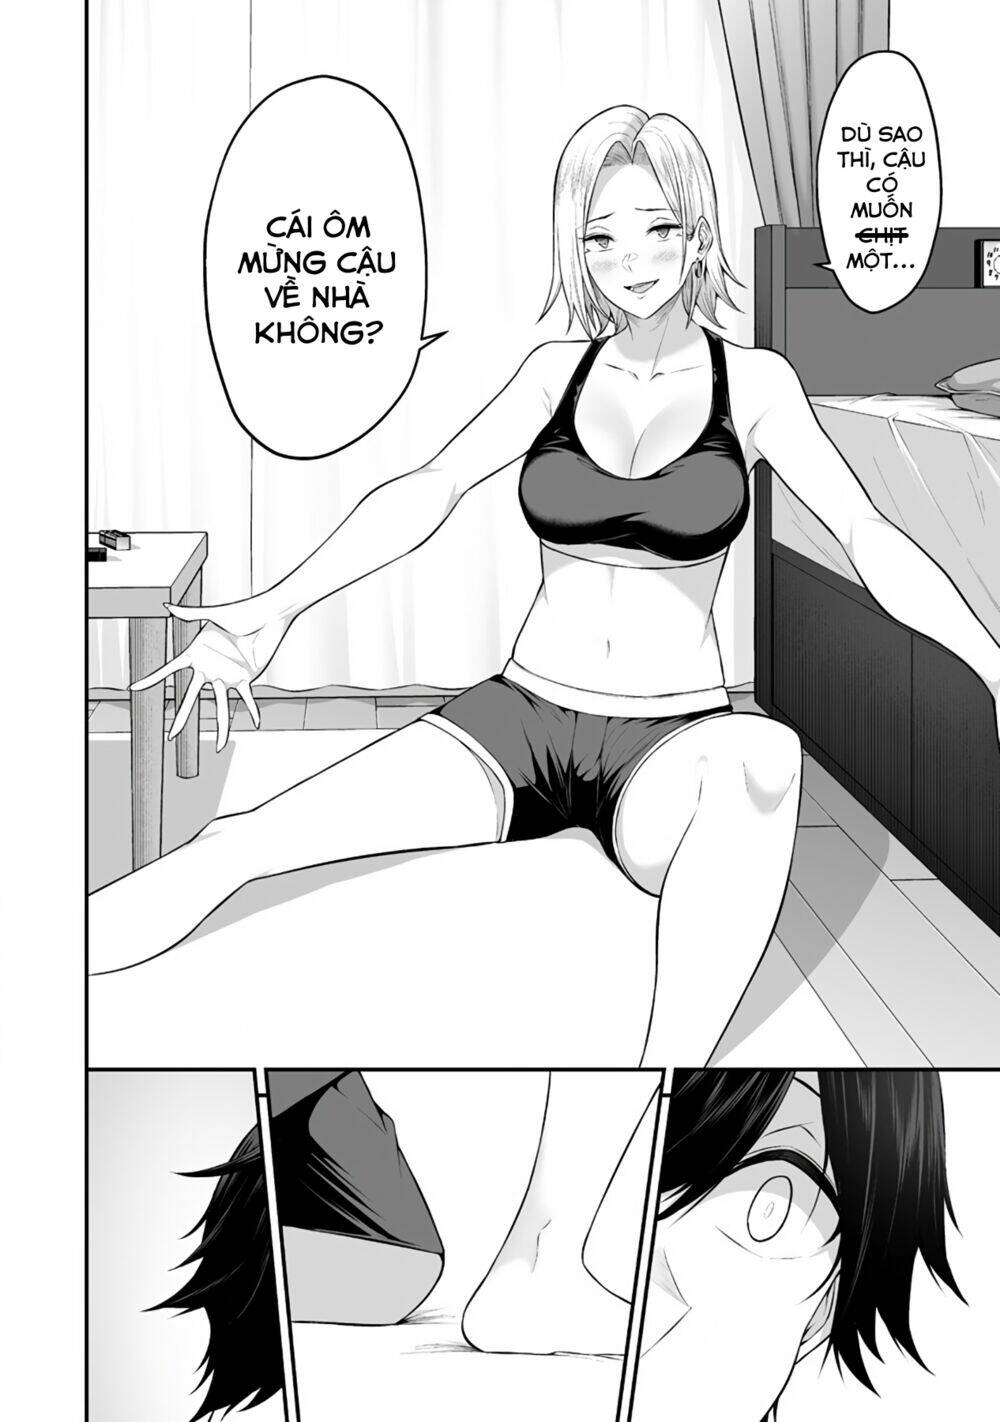 DÙ SAO
THÌ, CẬU
CÓ
MUỐN
CHỊT
MỘT...
CÁI ÔM
MỪNG CẬU
VỀ NHÀ
KHÔNG?